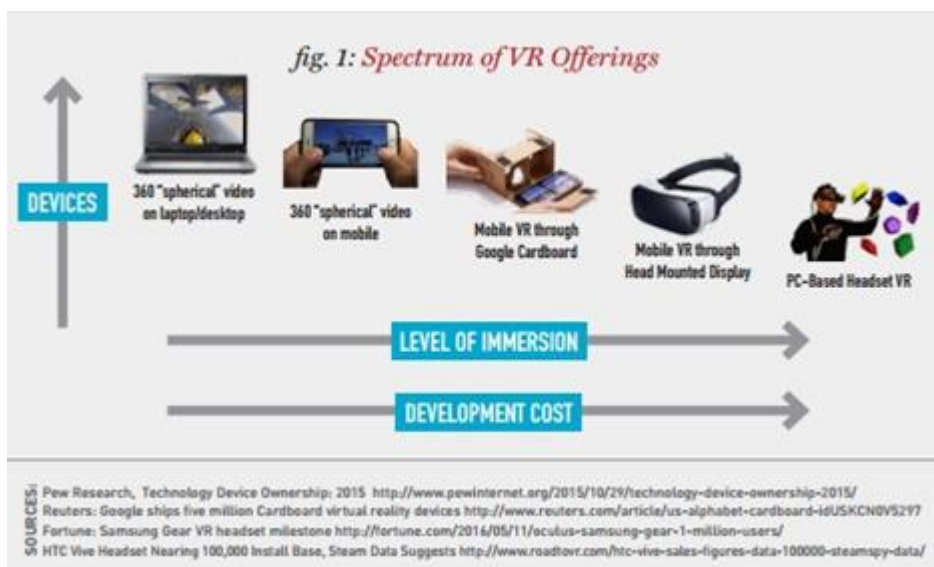 fig. 1: Spectrum of VR Offerings
DEVICES
360 "spherical" video
on laptop/desktop
360 "spherical" video
on mobile
Mobile VR through
Google Cardboard
Mobile VR through
Head Mounted Display
PC-Based Headset VR
LEVEL OF IMMERSION
DEVELOPMENT COST
SOURCES:
Pew Research, Technology Device Ownership: 2015 http://www.pewinternet.org/2015/10/29/technology-device-ownership-2015/
Reuters: Google ships five million Cardboard virtual reality devices http://www.reuters.com/article/us-alphabet-cardboard-idUSKCN0V5297
Fortune: Samsung Gear VR headset milestone http://fortune.com/2016/05/11/oculus-samsung-gear-1-million-users/
HTC Vive Headset Nearing 100,000 Install Base, Steam Data Suggests http://www.roadtovr.com/htc-vive-sales-figures-data-100000-steamspy-data/